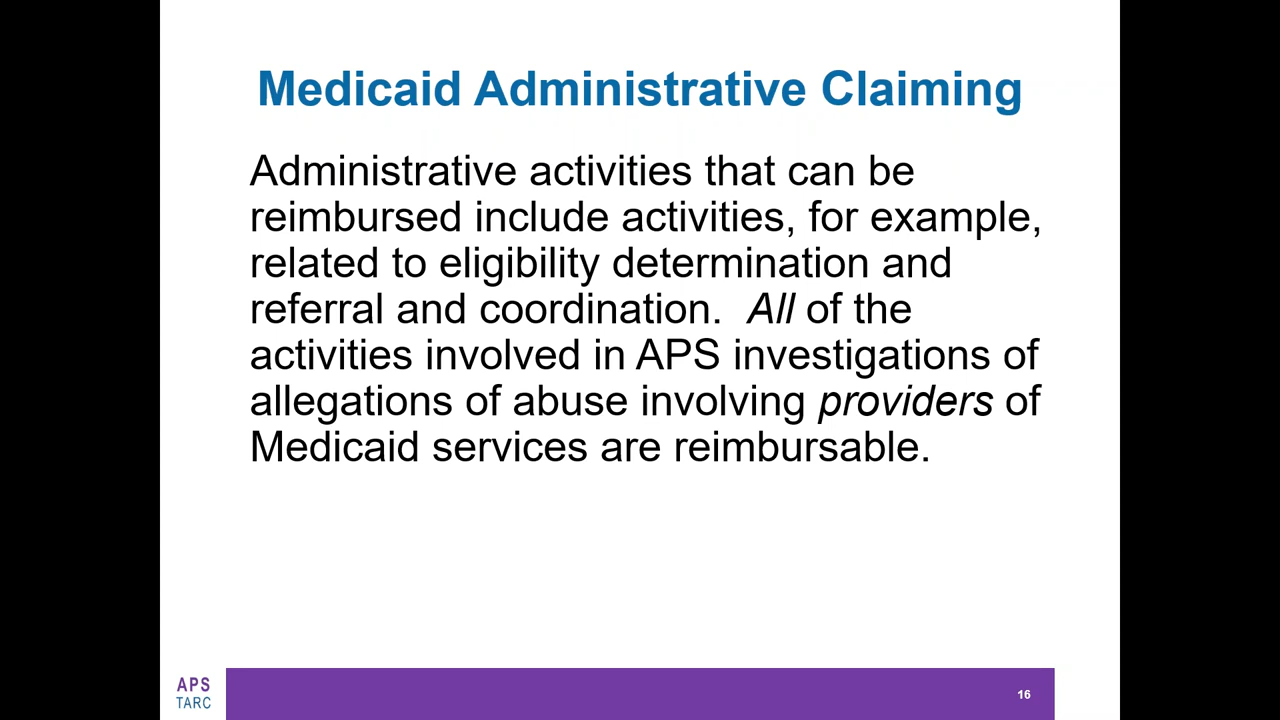 Medicaid Administrative Claiming
Administrative activities that can be
reimbursed include activities, for example,
related to eligibility determination and
referral and coordination.  All of the
activities involved in APS investigations of
allegations of abuse involving providers of
Medicaid services are reimbursable.
APS
TARC
16